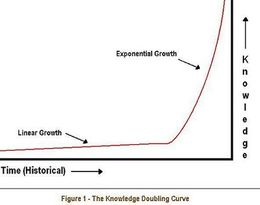 Exponential Growth
Knowledge
Linear Growth
Time (Historical)
Figure 1 - The Knowledge Doubling Curve